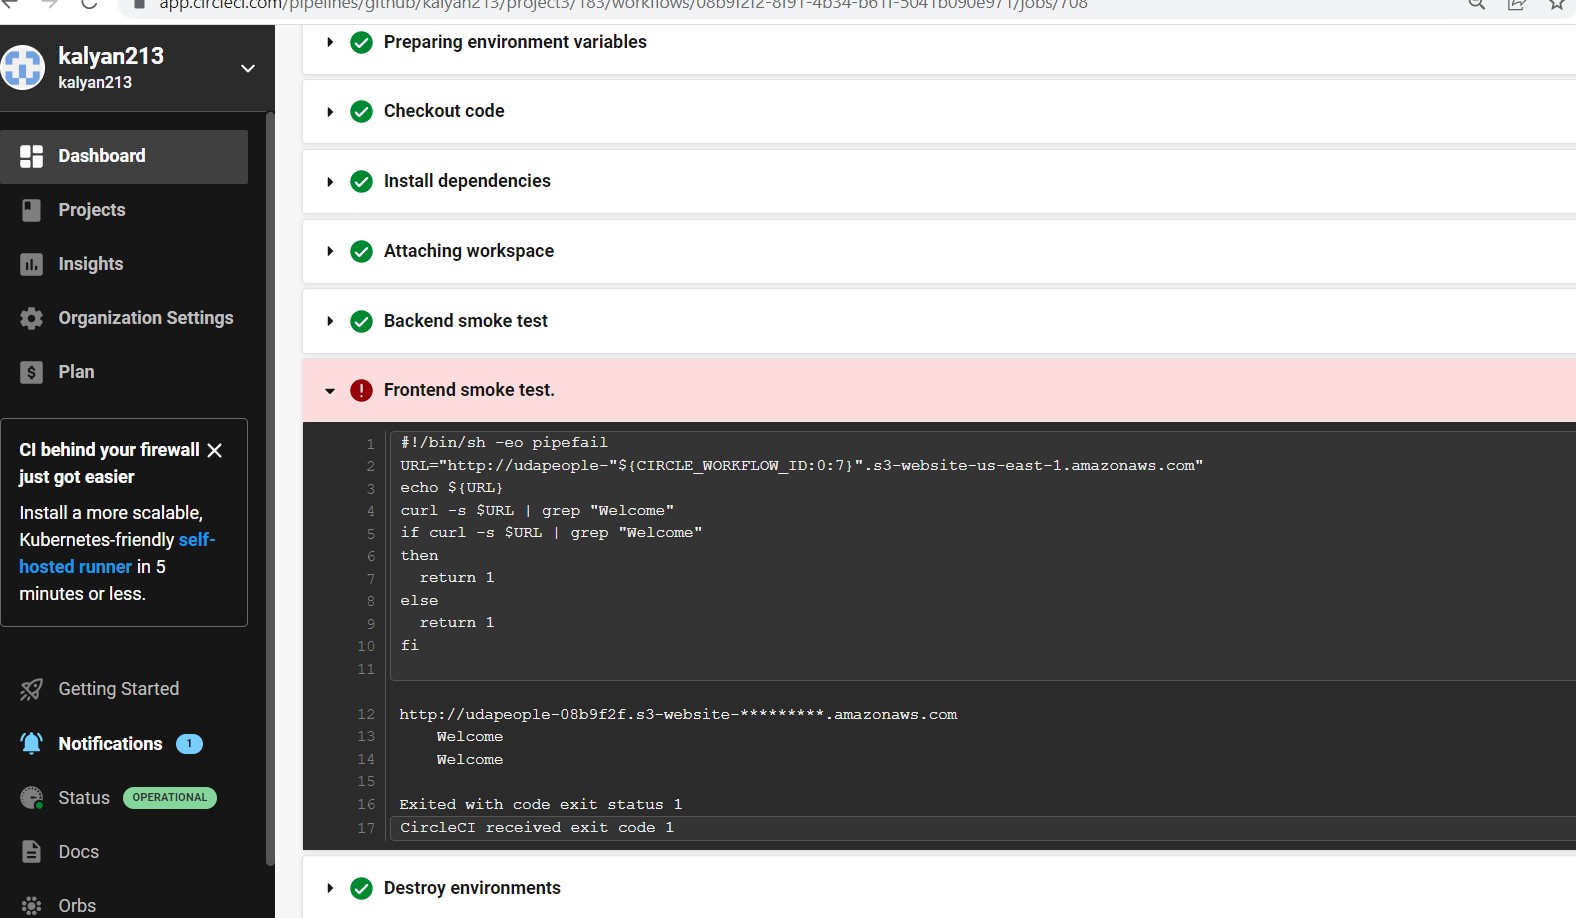 app.circleci.com/pipelines/github/kalyan213/project3/183/workflows/08b9f2f2-8f91-4b34-b61f-5041b090e971/jobs/708
kalyan213
kalyan213
Dashboard
Projects
Insights
Organization Settings
Plan
CI behind your firewall
just got easier
Install a more scalable,
Kubernetes-friendly self-
hosted runner in 5
minutes or less.
Getting Started
Notifications 1
Status OPERATIONAL
Docs
Orbs
Preparing environment variables
Checkout code
Install dependencies
Attaching workspace
Backend smoke test
Frontend smoke test.
1 #!/bin/sh -eo pipefail
2 URL="http://udapeople-"${CIRCLE_WORKFLOW_ID:0:7}".s3-website-us-east-1.amazonaws.com"
3 echo ${URL}
4 curl -s $URL | grep "Welcome"
5 if curl -s $URL | grep "Welcome"
6 then
7   return 1
8 else
9   return 1
10 fi
11
12 http://udapeople-08b9f2f.s3-website-*********.amazonaws.com
13     Welcome
14     Welcome
15
16 Exited with code exit status 1
17 CircleCI received exit code 1
Destroy environments